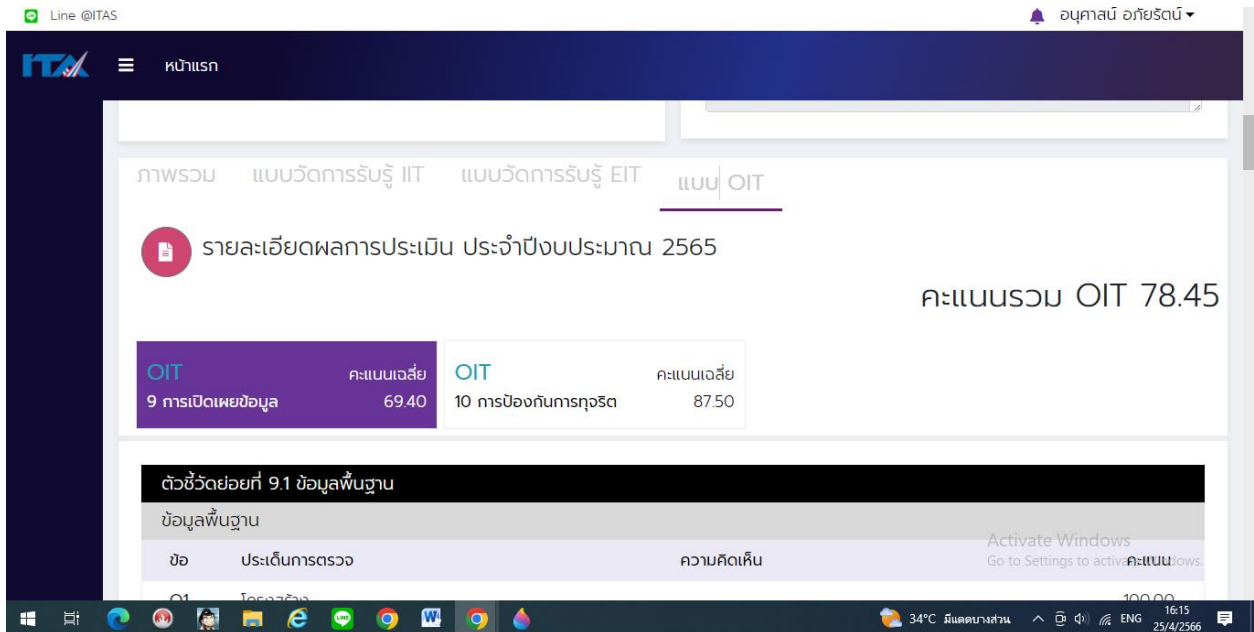 Line @ITAS
อนุศาสน์ อภัยรัตน์
ITA
หน้าแรก
ภาพรวม แบบวัดการรับรู้ IIT แบบวัดการรับรู้ EIT แบบ OIT
รายละเอียดผลการประเมิน ประจำปีงบประมาณ 2565
คะแนนรวม OIT 78.45
OIT คะแนนเฉลี่ย
9 การเปิดเผยข้อมูล 69.40
OIT คะแนนเฉลี่ย
10 การป้องกันการทุจริต 87.50
ตัวชี้วัดย่อยที่ 9.1 ข้อมูลพื้นฐาน
ข้อมูลพื้นฐาน
ข้อ ประเด็นการตรวจ ความคิดเห็น คะแนน
Activate Windows
Go to Settings to activate Windows.
O1 โครงสร้าง 100.00
34°C มีแดดบางส่วน ENG 16:15
25/4/2566